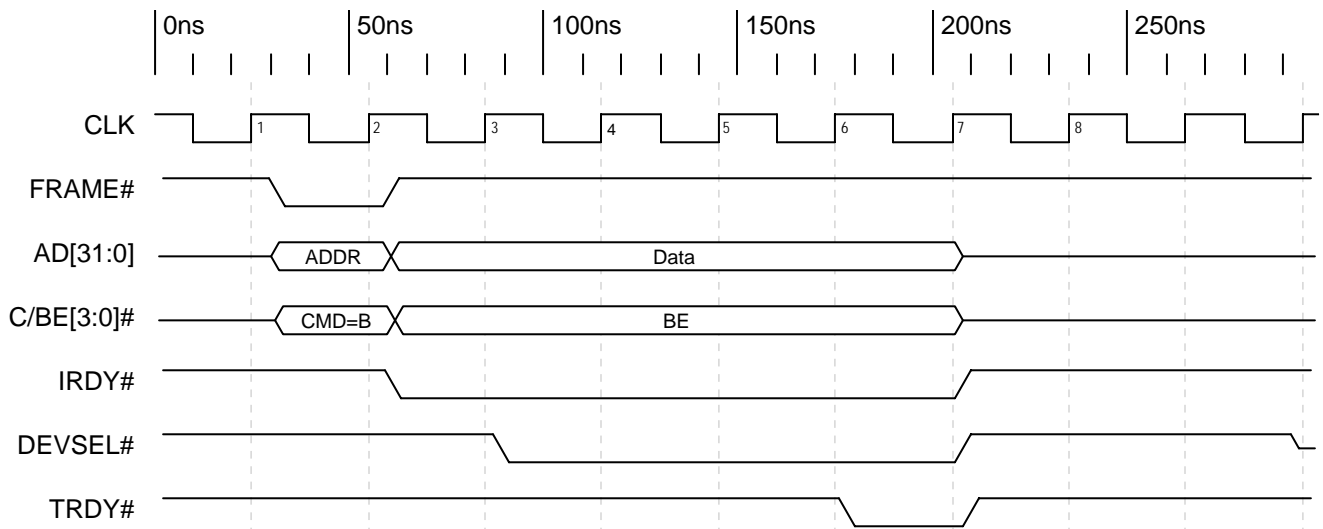 0ns 50ns 100ns 150ns 200ns 250ns
CLK 1 2 3 4 5 6 7 8
FRAME#
AD[31:0] ADDR Data
C/BE[3:0]# CMD=B BE
IRDY#
DEVSEL#
TRDY#